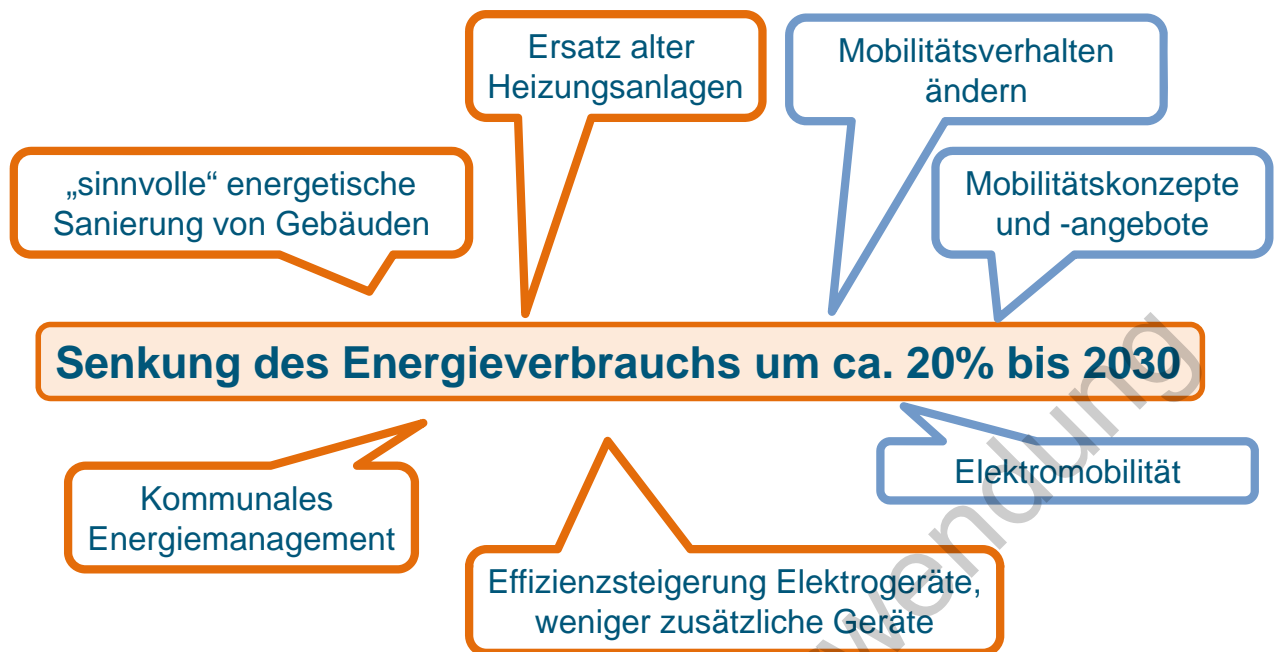 Ersatz alter
Heizungsanlagen
Mobilitätsverhalten
ändern
„sinnvolle“ energetische
Sanierung von Gebäuden
Mobilitätskonzepte
und -angebote
Senkung des Energieverbrauchs um ca. 20% bis 2030
Kommunales
Energiemanagement
Elektromobilität
Effizienzsteigerung Elektrogeräte,
weniger zusätzliche Geräte